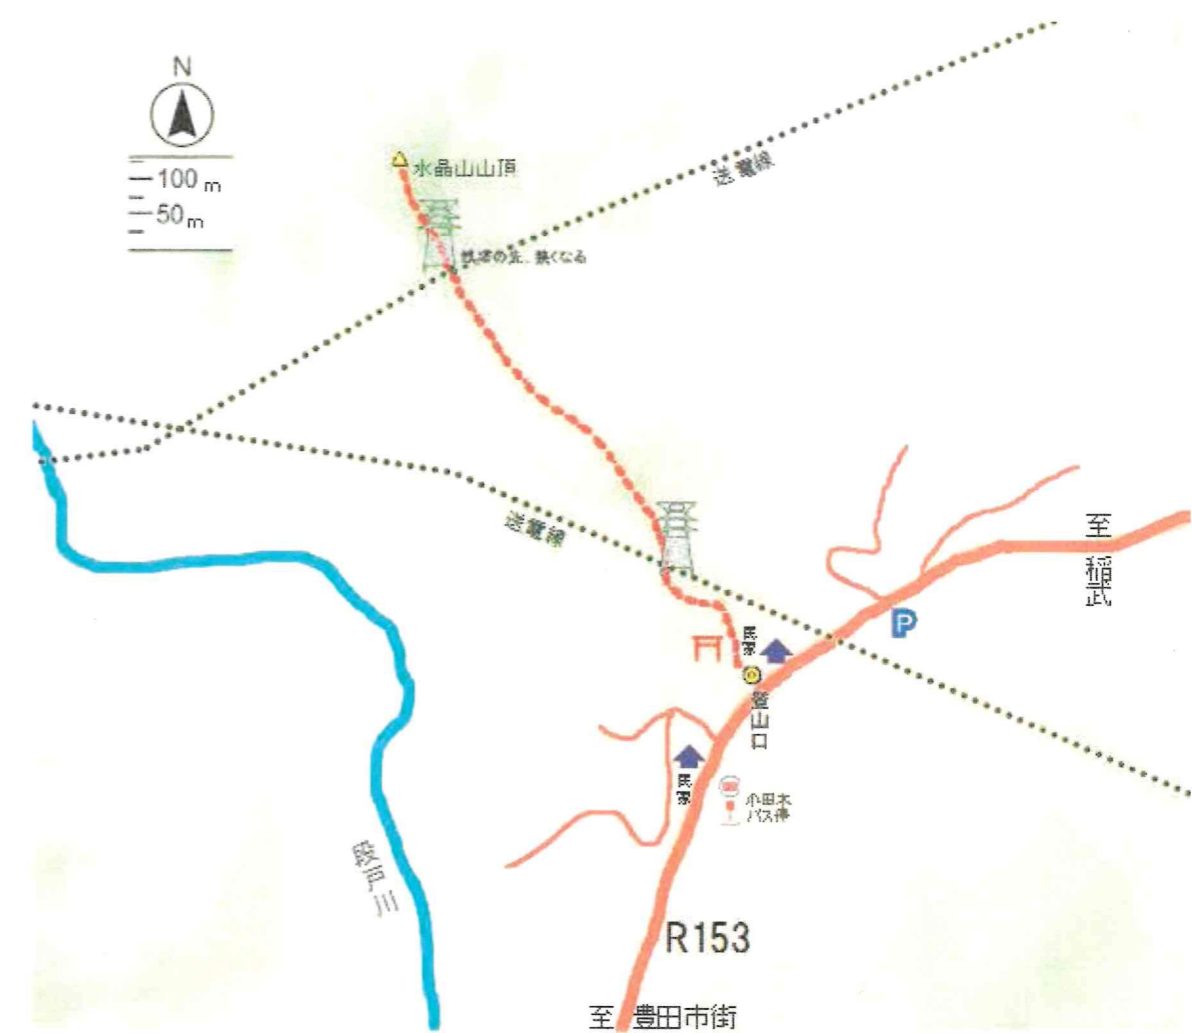 N
100 m
50 m
水晶山山頂
送電線
鉄塔の先、狭くなる
送電線
至稲武
P
民家
登山口
民家
小田木
バス停
段戸川
R153
至 豊田市街